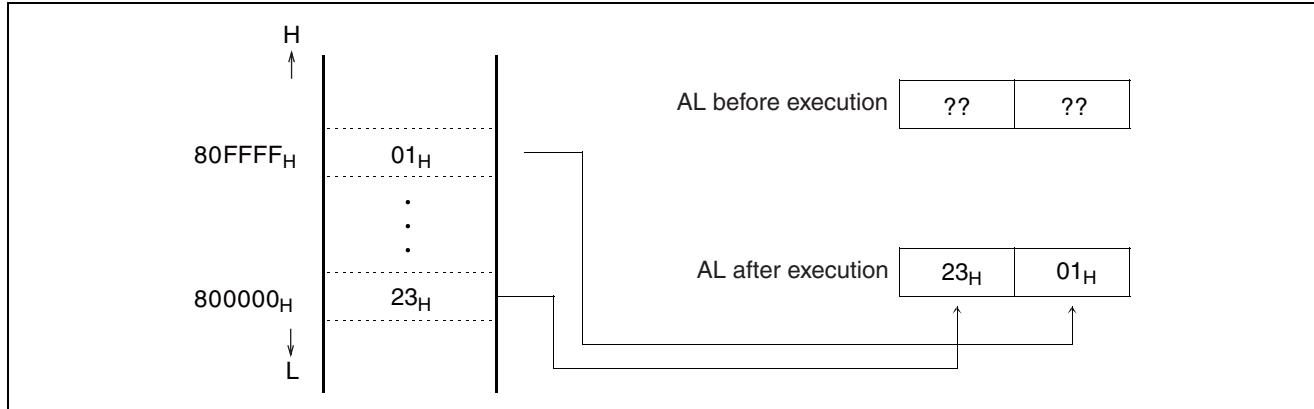 H
AL before execution ?? ??
80FFFFH 01H
AL after execution 23H 01H
800000H 23H
L